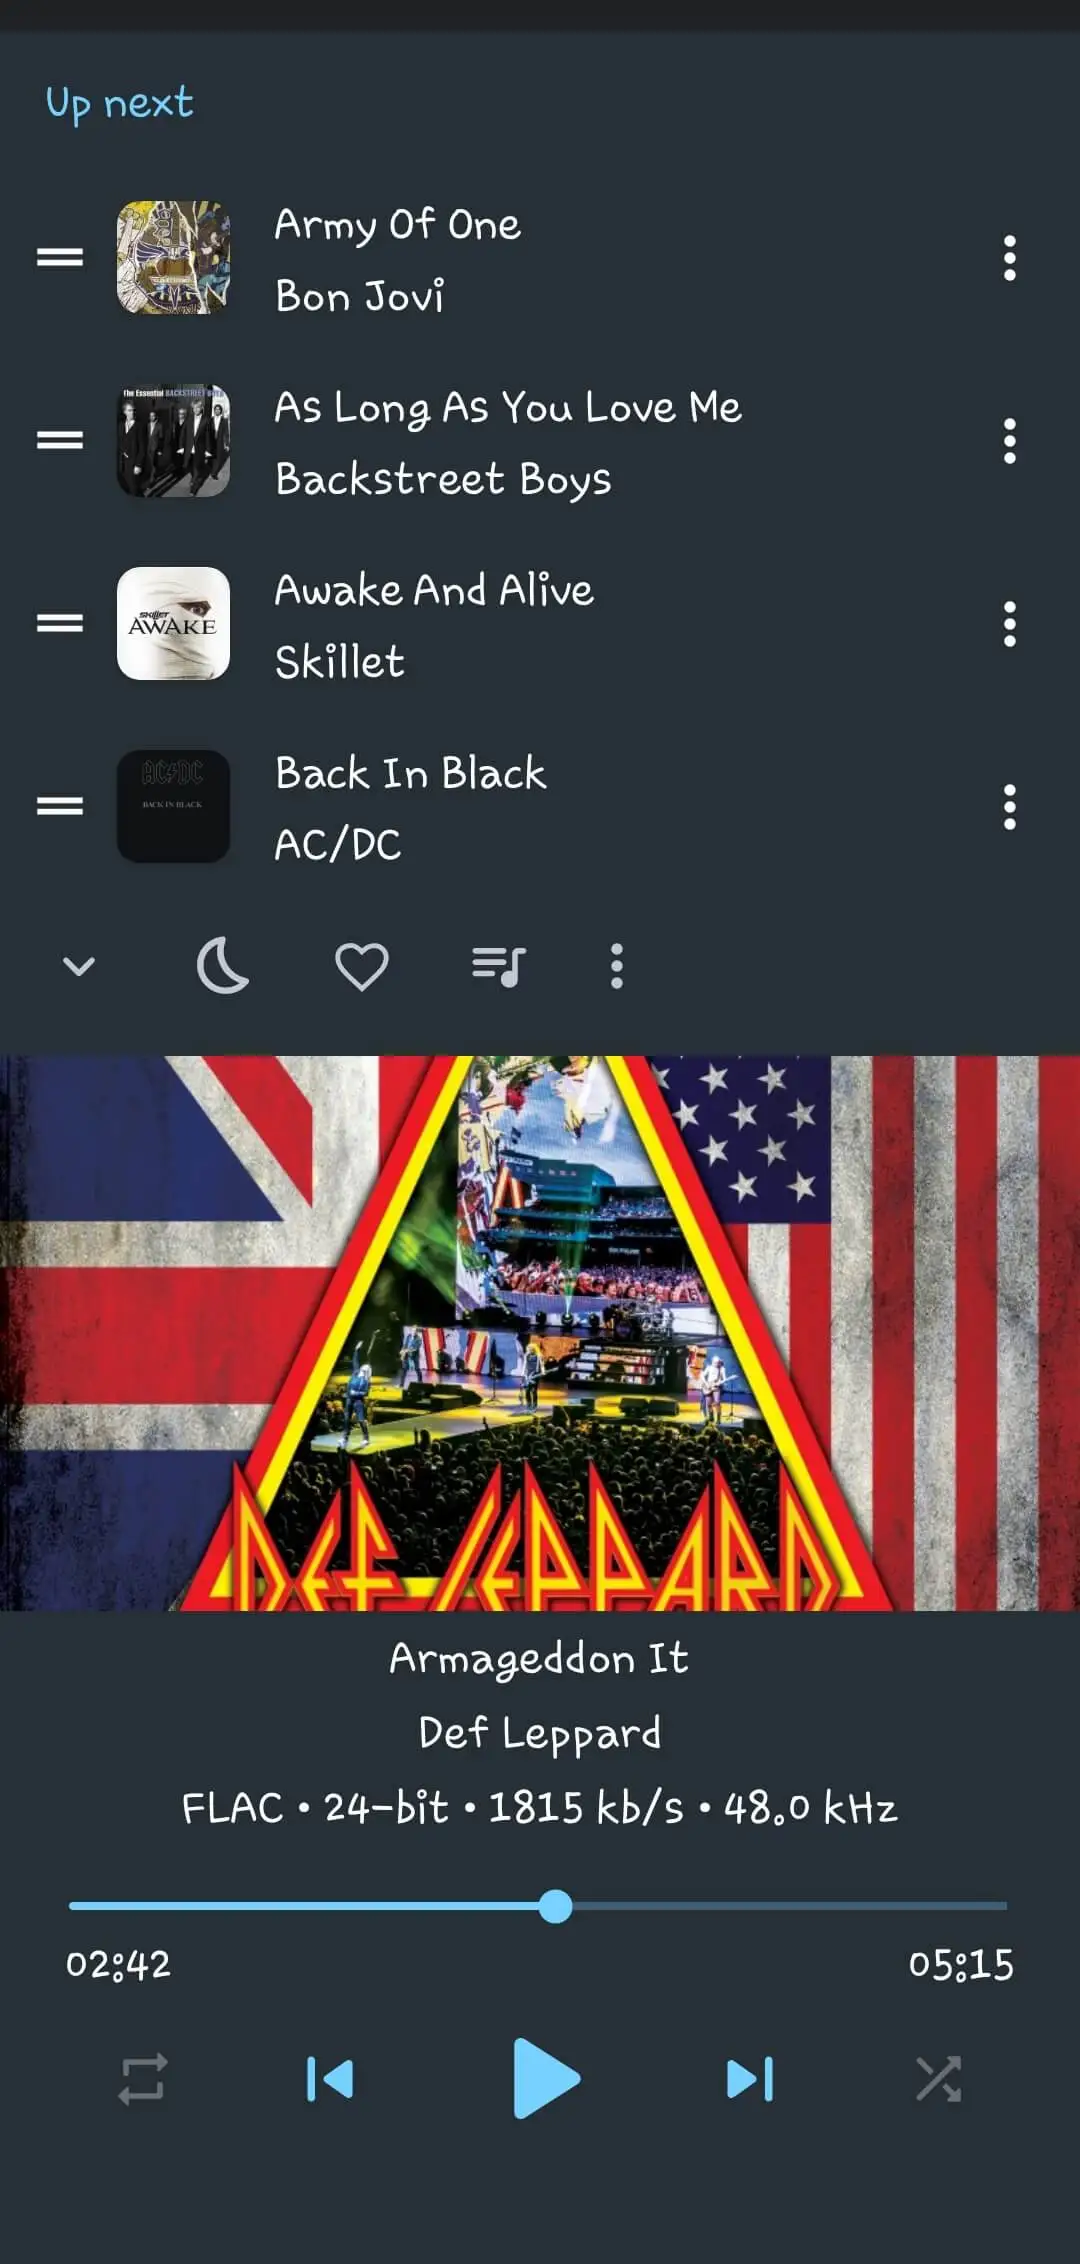 Up next
Army Of One
Bon Jovi
The Essential BACKSTREET BOYS
As Long As You Love Me
Backstreet Boys
skillet
AWAKE
Awake And Alive
Skillet
AC/DC
BACK IN BLACK
Back In Black
AC/DC
DEF LEPPARD
Armageddon It
Def Leppard
FLAC • 24-bit • 1815 kb/s • 48.0 kHz
02:42
05:15